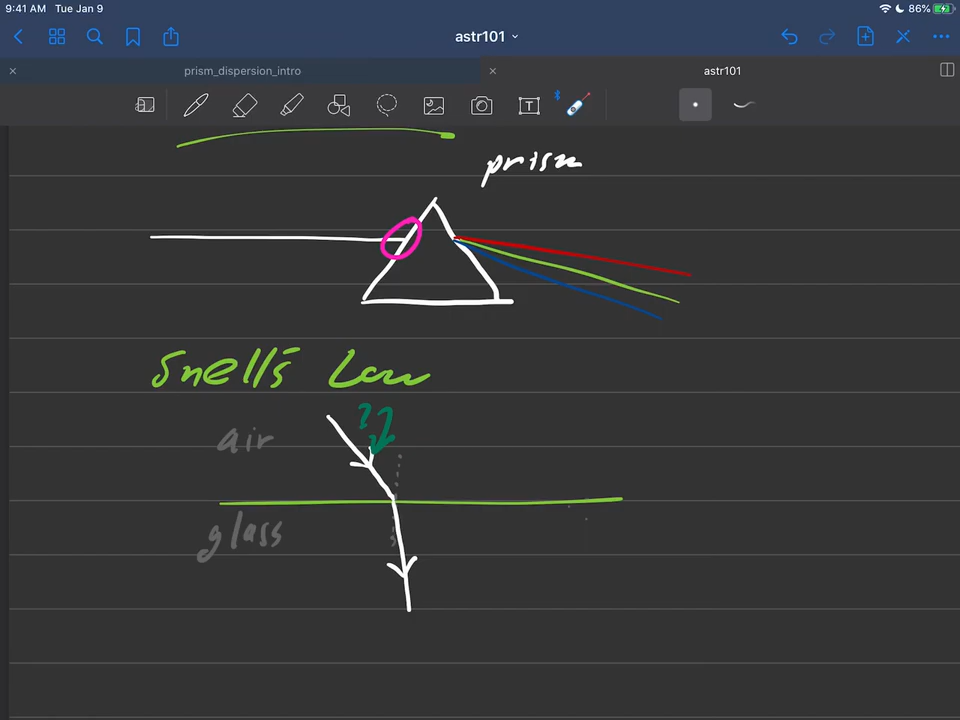 9:41 AM Tue Jan 9
86%
astr101
prism_dispersion_intro
astr101
T
prism
Snell's Law
??
air
glass